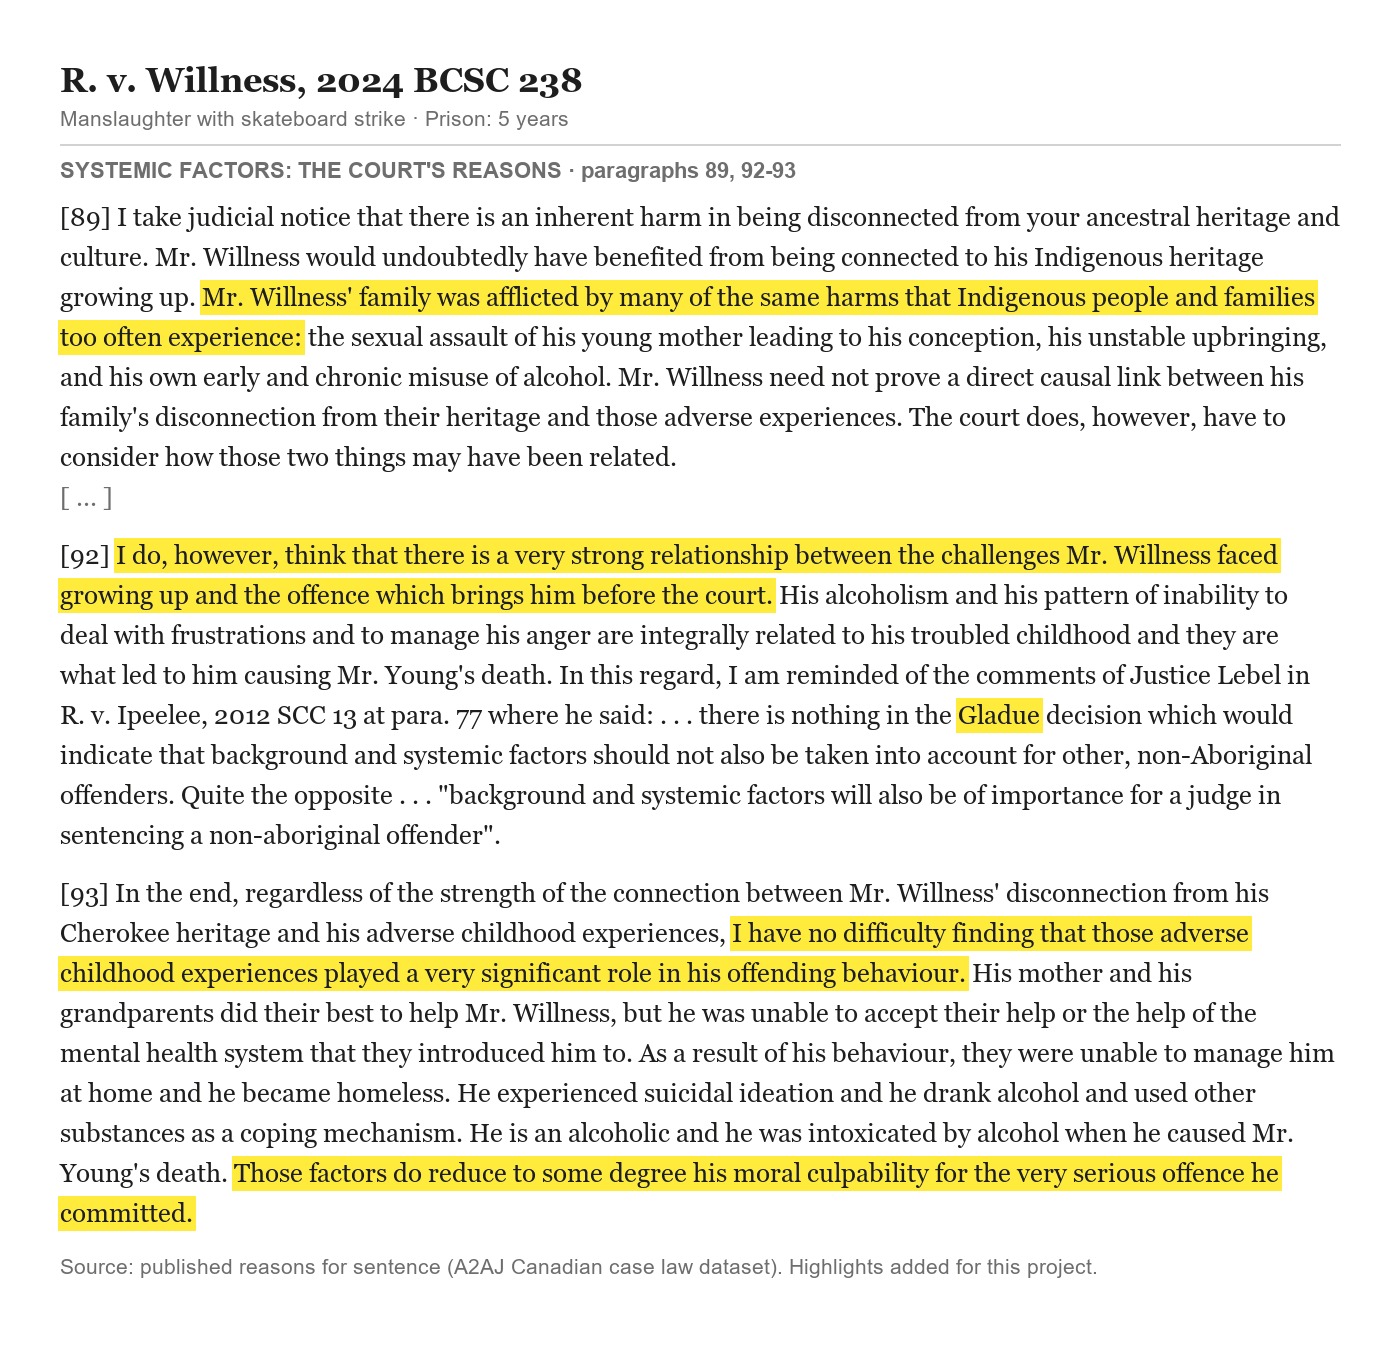 R. v. Willness, 2024 BCSC 238
Manslaughter with skateboard strike · Prison: 5 years
SYSTEMIC FACTORS: THE COURT'S REASONS · paragraphs 89, 92-93
[89] I take judicial notice that there is an inherent harm in being disconnected from your ancestral heritage and
culture. Mr. Willness would undoubtedly have benefited from being connected to his Indigenous heritage
growing up. Mr. Willness' family was afflicted by many of the same harms that Indigenous people and families
too often experience: the sexual assault of his young mother leading to his conception, his unstable upbringing,
and his own early and chronic misuse of alcohol. Mr. Willness need not prove a direct causal link between his
family's disconnection from their heritage and those adverse experiences. The court does, however, have to
consider how those two things may have been related.
[ ... ]
[92] I do, however, think that there is a very strong relationship between the challenges Mr. Willness faced
growing up and the offence which brings him before the court. His alcoholism and his pattern of inability to
deal with frustrations and to manage his anger are integrally related to his troubled childhood and they are
what led to him causing Mr. Young's death. In this regard, I am reminded of the comments of Justice Lebel in
R. v. Ipeelee, 2012 SCC 13 at para. 77 where he said: . . . there is nothing in the Gladue decision which would
indicate that background and systemic factors should not also be taken into account for other, non-Aboriginal
offenders. Quite the opposite . . . "background and systemic factors will also be of importance for a judge in
sentencing a non-aboriginal offender".
[93] In the end, regardless of the strength of the connection between Mr. Willness' disconnection from his
Cherokee heritage and his adverse childhood experiences, I have no difficulty finding that those adverse
childhood experiences played a very significant role in his offending behaviour. His mother and his
grandparents did their best to help Mr. Willness, but he was unable to accept their help or the help of the
mental health system that they introduced him to. As a result of his behaviour, they were unable to manage him
at home and he became homeless. He experienced suicidal ideation and he drank alcohol and used other
substances as a coping mechanism. He is an alcoholic and he was intoxicated by alcohol when he caused Mr.
Young's death. Those factors do reduce to some degree his moral culpability for the very serious offence he
committed.
Source: published reasons for sentence (A2AJ Canadian case law dataset). Highlights added for this project.